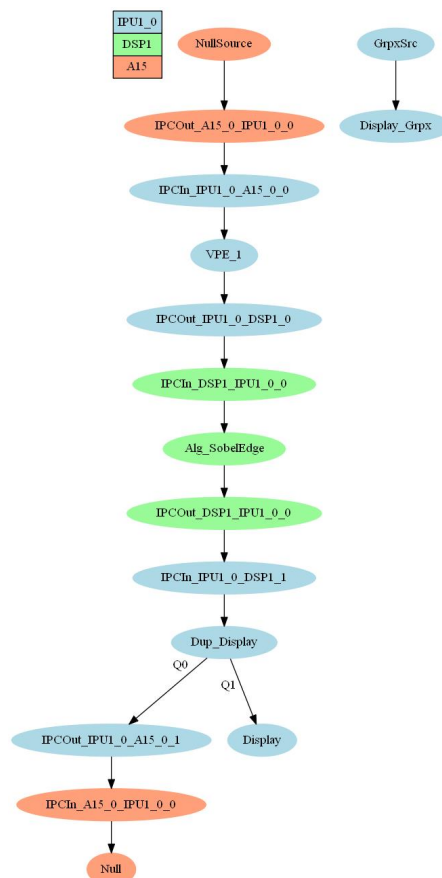 IPU1_0
DSP1
A15
NullSource
GrpxSrc
IPCOut_A15_0_IPU1_0_0
Display_Grpx
IPCIn_IPU1_0_A15_0_0
VPE_1
IPCOut_IPU1_0_DSP1_0
IPCIn_DSP1_IPU1_0_0
Alg_SobelEdge
IPCOut_DSP1_IPU1_0_0
IPCIn_IPU1_0_DSP1_1
Dup_Display
Q0
Q1
IPCOut_IPU1_0_A15_0_1
Display
IPCIn_A15_0_IPU1_0_0
Null